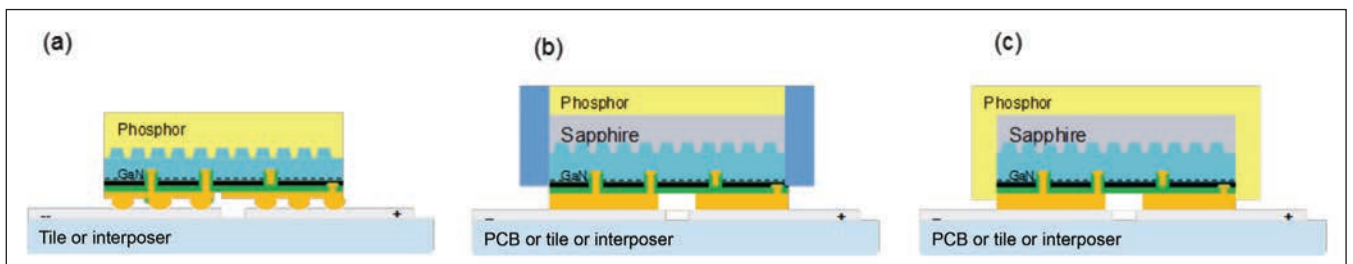 (a)
Phosphor
GaN
–
+
Tile or interposer
(b)
Phosphor
Sapphire
GaN
–
+
PCB or tile or interposer
(c)
Phosphor
Sapphire
GaN
–
+
PCB or tile or interposer